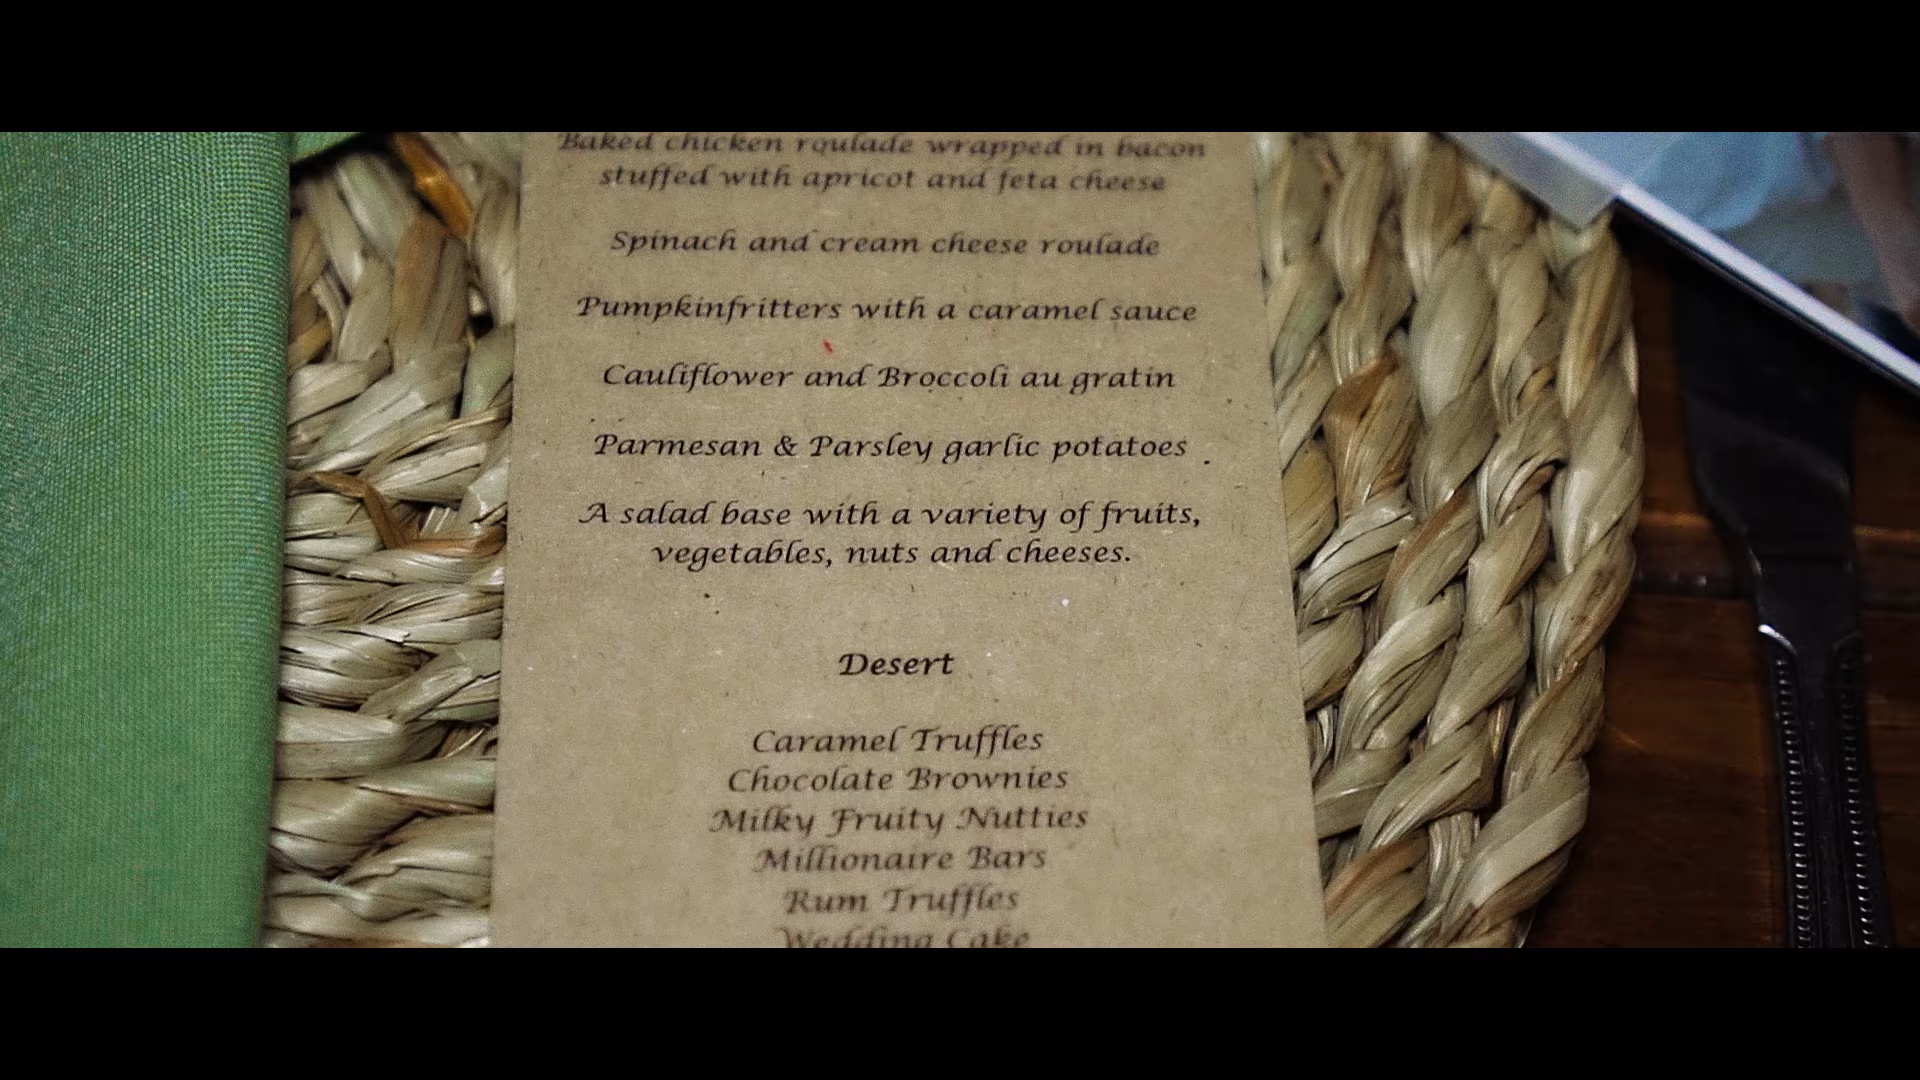 Baked chicken roulade wrapped in bacon
stuffed with apricot and feta cheese
Spinach and cream cheese roulade
Pumpkinfritters with a caramel sauce
Cauliflower and Broccoli au gratin
Parmesan & Parsley garlic potatoes
A salad base with a variety of fruits,
vegetables, nuts and cheeses.
Desert
Caramel Truffles
Chocolate Brownies
Milky Fruity Nutties
Millionaire Bars
Rum Truffles
Wedding Cake